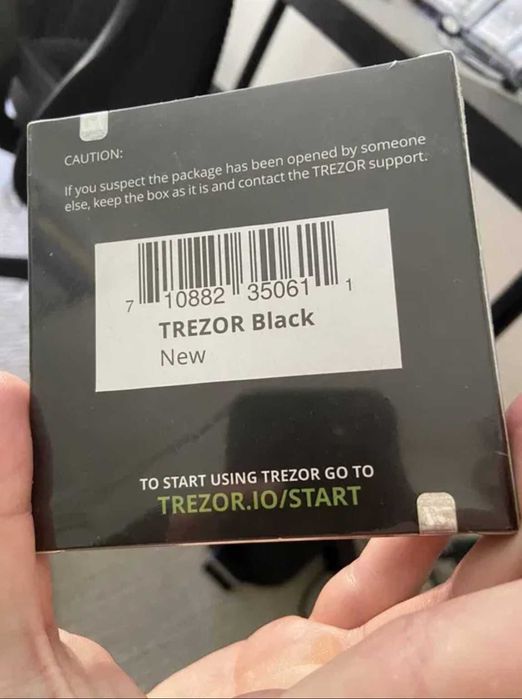 CAUTION:
If you suspect the package has been opened by someone
else, keep the box as it is and contact the TREZOR support.
7 10882 35061 1
TREZOR Black
New
TO START USING TREZOR GO TO
TREZOR.IO/START